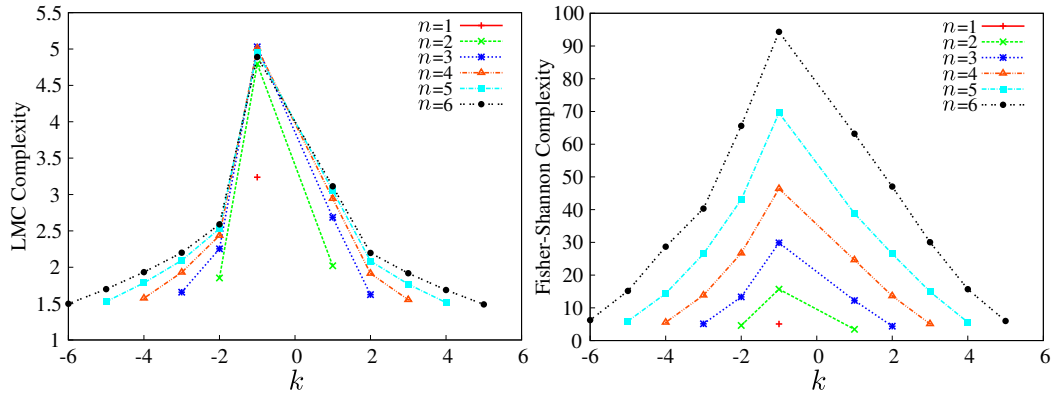 LMC Complexity
5.5
5
4.5
4
3.5
3
2.5
2
1.5
1
n=1
n=2
n=3
n=4
n=5
n=6
-6 -4 -2 0 2 4 6
k
Fisher-Shannon Complexity
100
90
80
70
60
50
40
30
20
10
0
n=1
n=2
n=3
n=4
n=5
n=6
-6 -4 -2 0 2 4 6
k